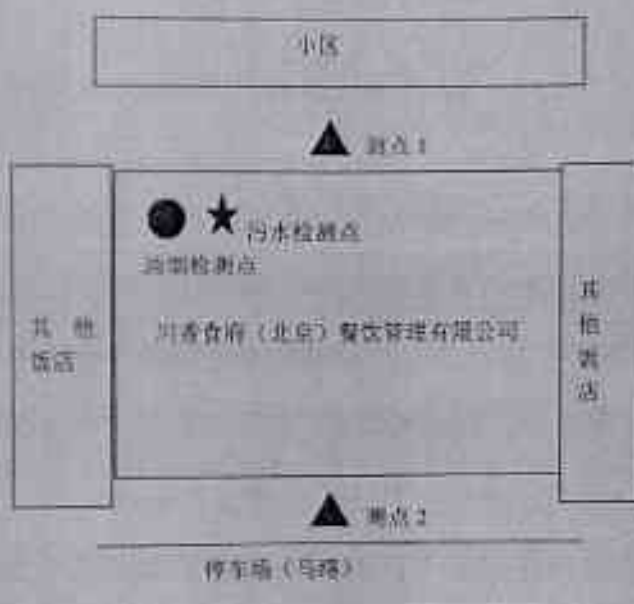 小区
测点1
污水检测点
油烟检测点
其他
饭店
川香食府（北京）餐饮管理有限公司
其他饭店
测点2
停车场（马路）